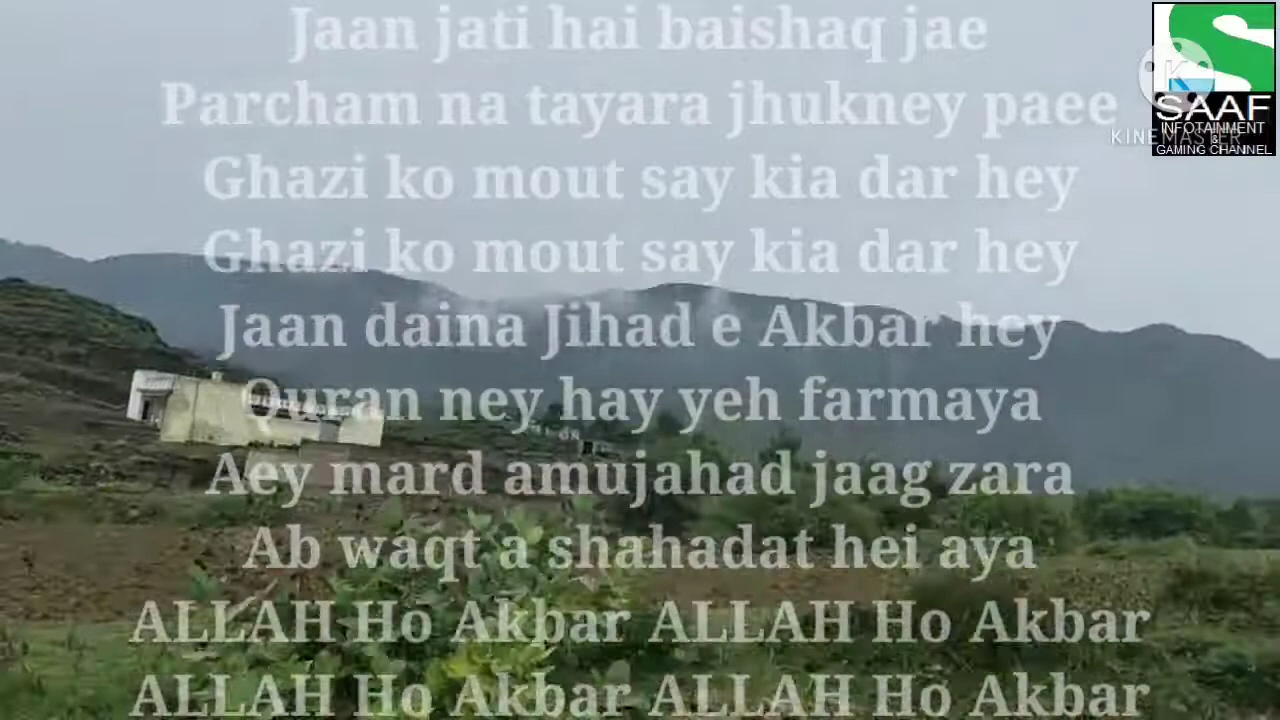 Jaan jati hai baishaq jae
Parcham na tayara jhukney paee
Ghazi ko mout say kia dar hey
Ghazi ko mout say kia dar hey
Jaan daina Jihad e Akbar hey
Quran ney hay yeh farmaya
Aey mard amujahad jaag zara
Ab waqt a shahadat hei aya
ALLAH Ho Akbar ALLAH Ho Akbar
ALLAH Ho Akbar ALLAH Ho Akbar
K
KINEMASTER
S
SAAF
INFOTAINMENT
&
GAMING CHANNEL